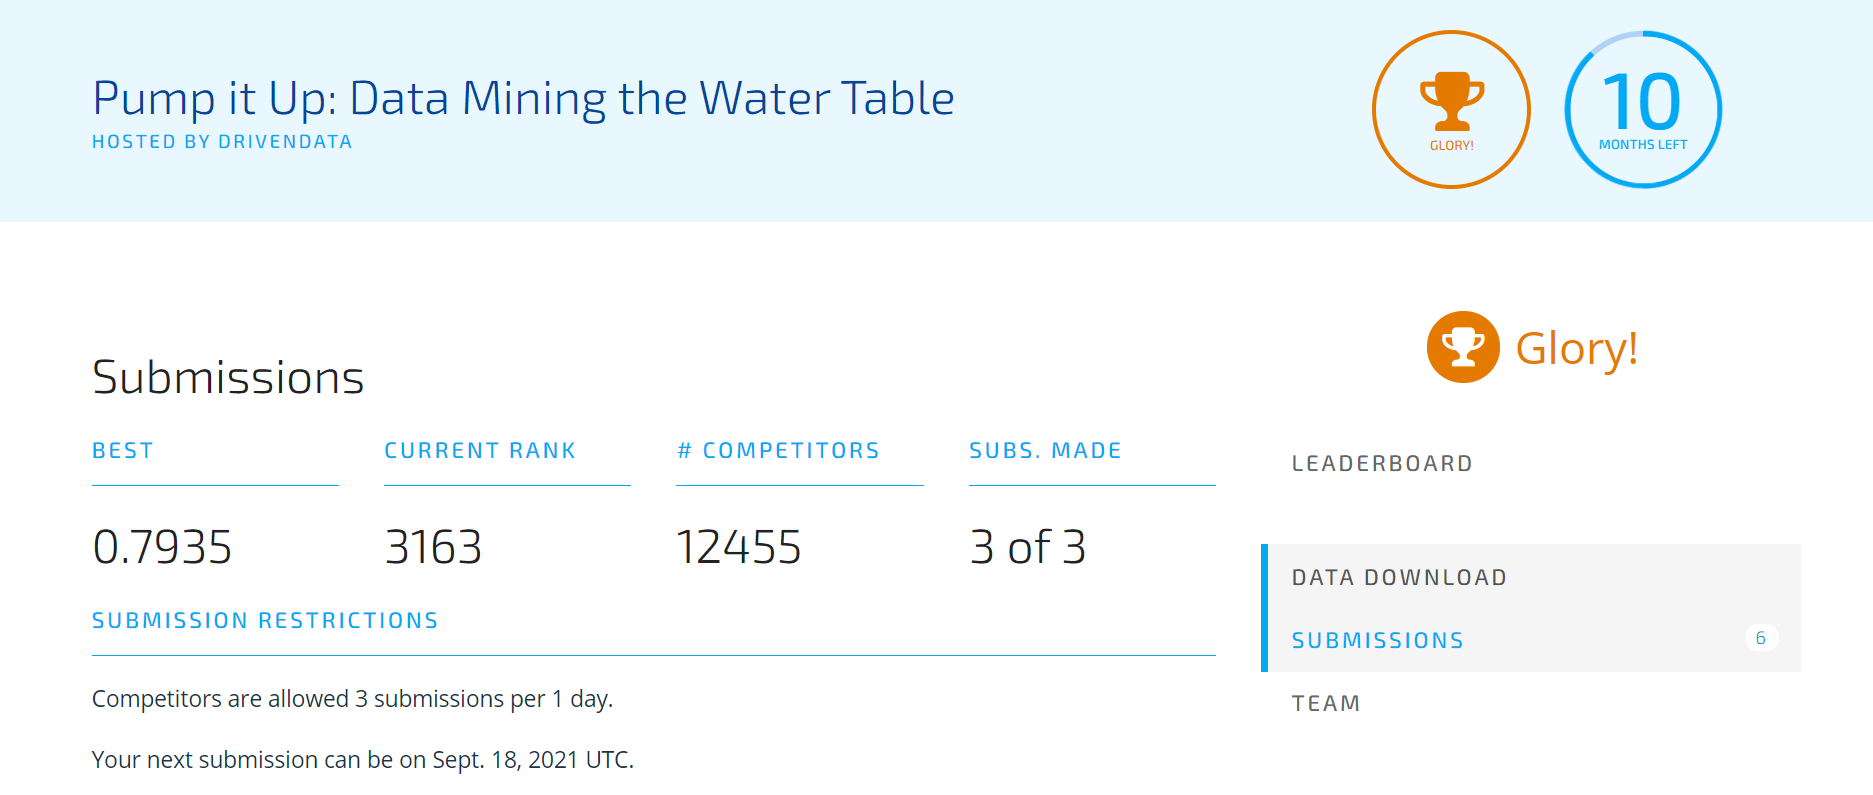 Pump it Up: Data Mining the Water Table
HOSTED BY DRIVENDATA
GLORY!
10
MONTHS LEFT
Submissions
BEST
CURRENT RANK
# COMPETITORS
SUBS. MADE
0.7935
3163
12455
3 of 3
SUBMISSION RESTRICTIONS
Competitors are allowed 3 submissions per 1 day.
Your next submission can be on Sept. 18, 2021 UTC.
Glory!
LEADERBOARD
DATA DOWNLOAD
SUBMISSIONS
6
TEAM